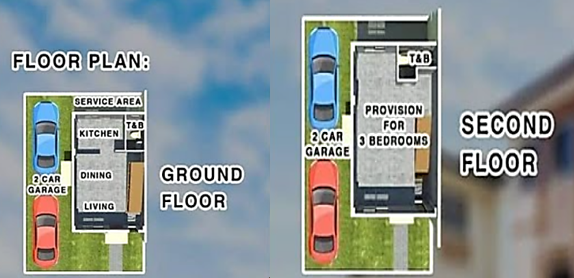 FLOOR PLAN:
SERVICE AREA
KITCHEN
T&B
2 CAR
GARAGE
DINING
LIVING
GROUND
FLOOR
T&B
PROVISION
FOR
3 BEDROOMS
2 CAR
GARAGE
SECOND
FLOOR